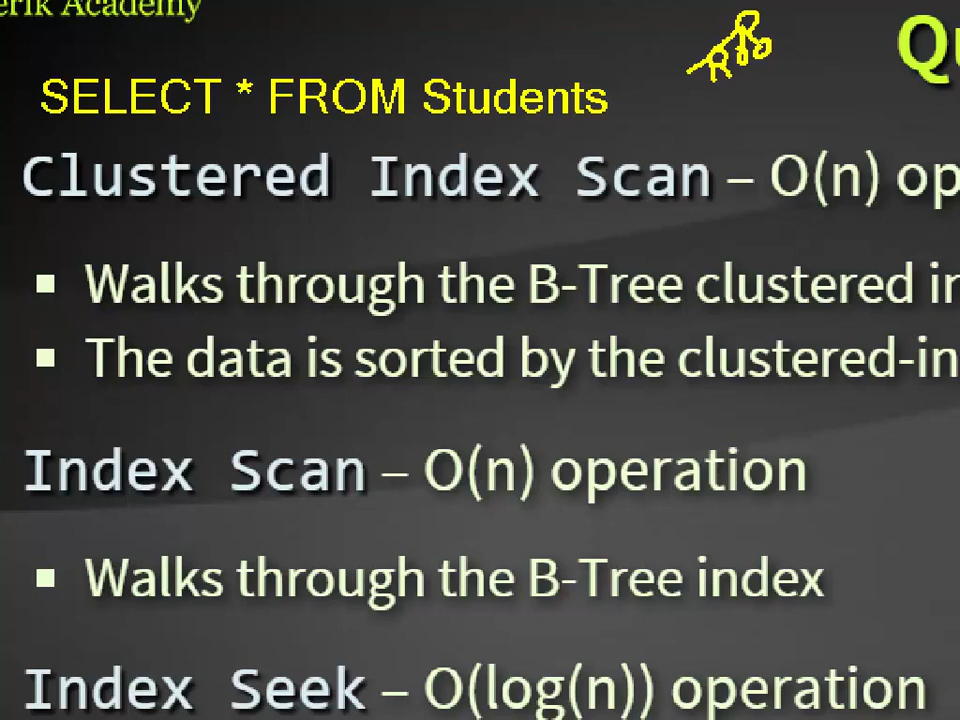 erik Academy
Qu
SELECT * FROM Students
Clustered Index Scan – O(n) op
▪ Walks through the B-Tree clustered in
▪ The data is sorted by the clustered-in
Index Scan – O(n) operation
▪ Walks through the B-Tree index
Index Seek – O(log(n)) operation